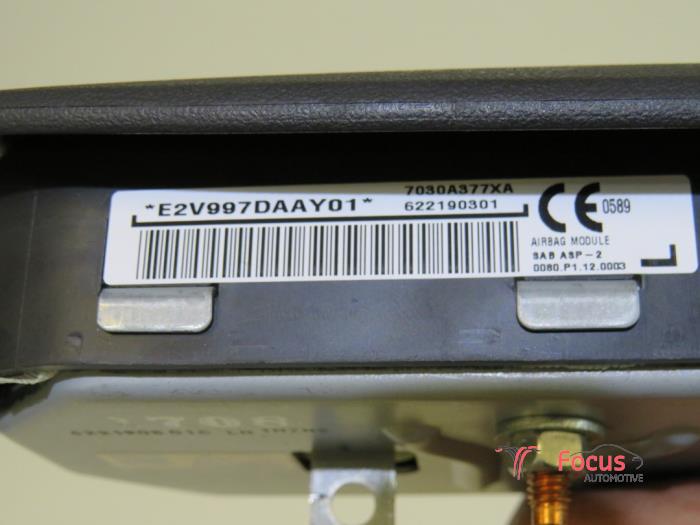 7030A377XA
*E2V997DAAY01*
622190301
CE 0589
AIRBAG MODULE
SAB ASP-2
0080.P1.12.0003
Focus
AUTOMOTIVE